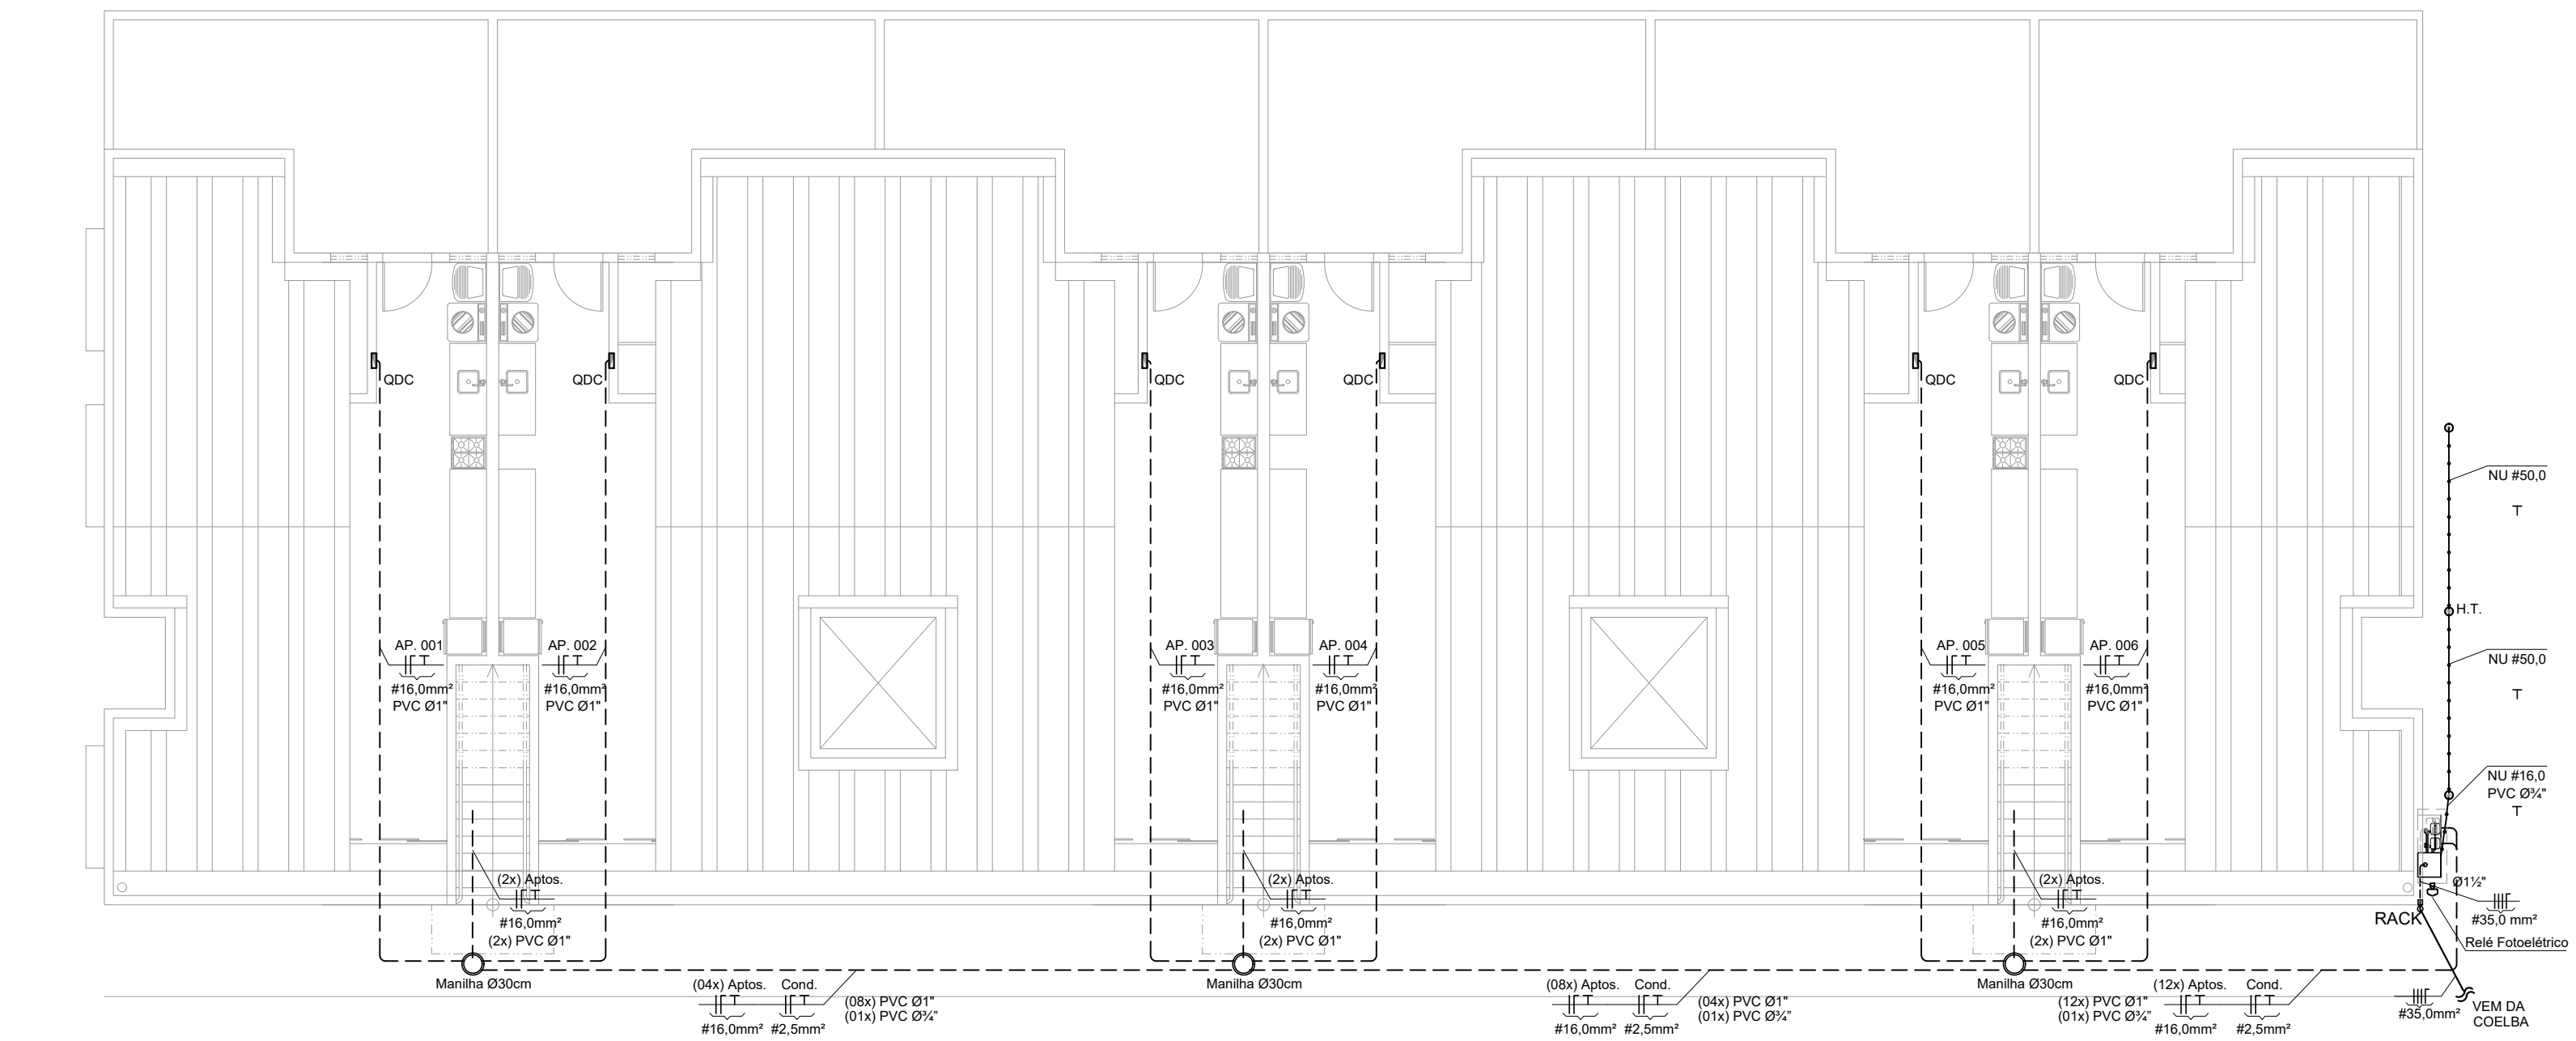 QDC
QDC
QDC
QDC
QDC
QDC
NU #50,0
T
H.T.
AP. 001
#16,0mm²
PVC Ø1"
AP. 002
#16,0mm²
PVC Ø1"
AP. 003
#16,0mm²
PVC Ø1"
AP. 004
#16,0mm²
PVC Ø1"
AP. 005
#16,0mm²
PVC Ø1"
AP. 006
#16,0mm²
PVC Ø1"
NU #50,0
T
NU #16,0
PVC Ø¾"
T
(2x) Aptos.
#16,0mm²
(2x) PVC Ø1"
(2x) Aptos.
#16,0mm²
(2x) PVC Ø1"
(2x) Aptos.
#16,0mm²
(2x) PVC Ø1"
Ø1½"
#35,0 mm²
RACK
Relé Fotoelétrico
Manilha Ø30cm
Manilha Ø30cm
Manilha Ø30cm
(04x) Aptos. Cond.
#16,0mm² #2,5mm²
(08x) PVC Ø1"
(01x) PVC Ø¾"
(08x) Aptos. Cond.
#16,0mm² #2,5mm²
(04x) PVC Ø1"
(01x) PVC Ø¾"
(12x) PVC Ø1"
(01x) PVC Ø¾"
(12x) Aptos. Cond.
#16,0mm² #2,5mm²
#35,0mm²
VEM DA
COELBA